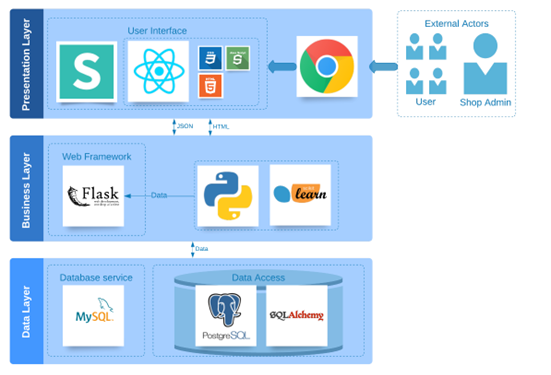 External Actors
User Interface
Presentation Layer
S
User
Shop Admin
JSON
HTML
Business Layer
Web Framework
Flask
Data
learn
Data
Data Layer
Database service
Data Access
MySQL
PostgreSQL
SQLAlchemy